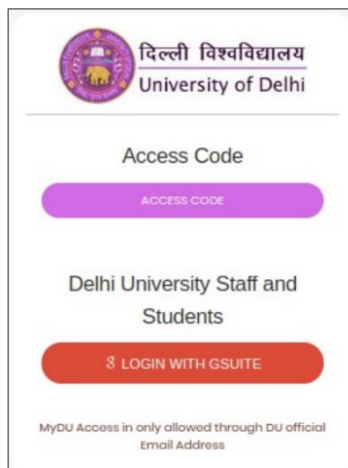 दिल्ली विश्वविद्यालय
University of Delhi
Access Code
ACCESS CODE
Delhi University Staff and
Students
LOGIN WITH GSUITE
MyDU Access in only allowed through DU official
Email Address